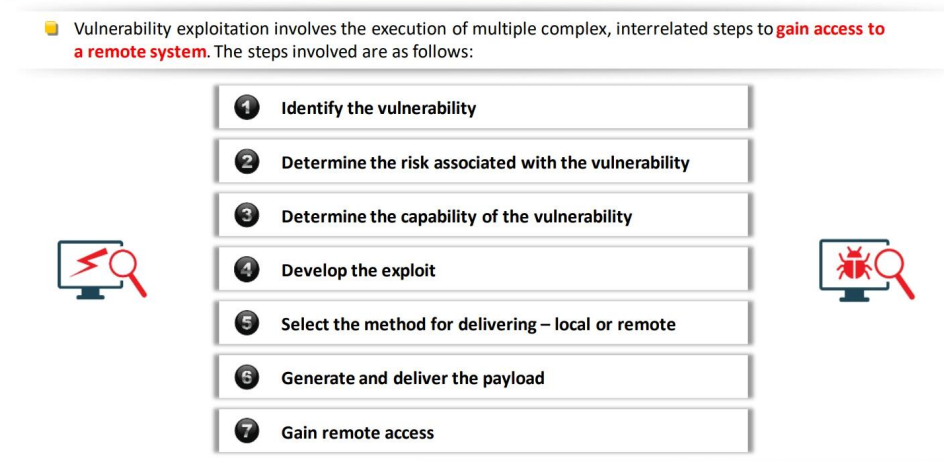 Vulnerability exploitation involves the execution of multiple complex, interrelated steps to gain access to
a remote system. The steps involved are as follows:
1 Identify the vulnerability
2 Determine the risk associated with the vulnerability
3 Determine the capability of the vulnerability
4 Develop the exploit
5 Select the method for delivering – local or remote
6 Generate and deliver the payload
7 Gain remote access